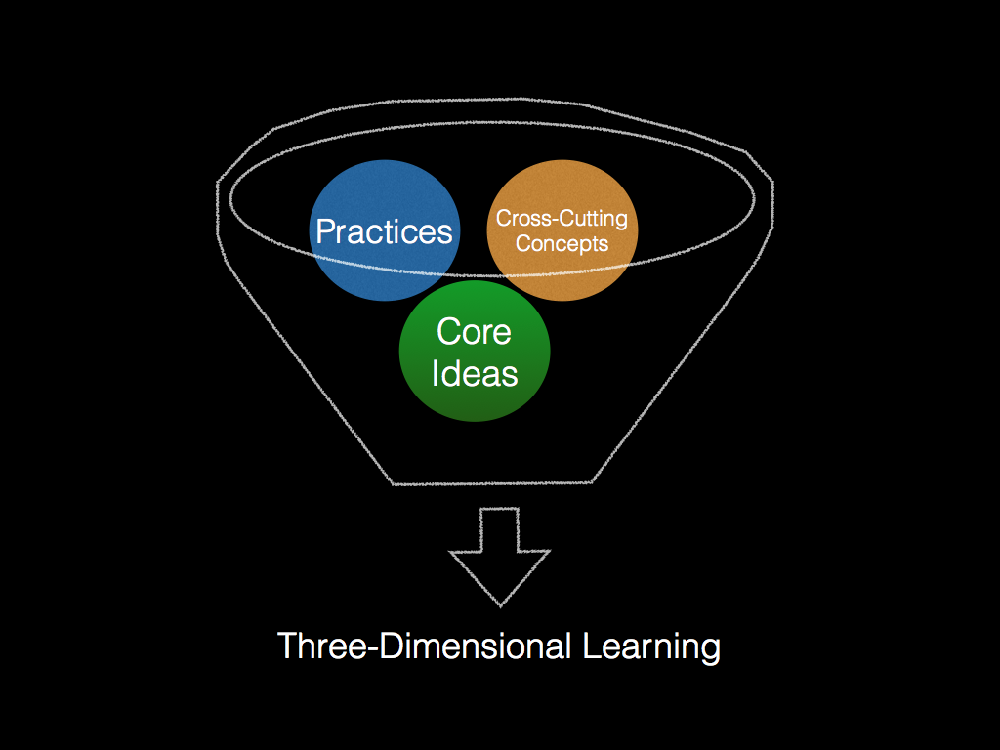 Practices
Cross-Cutting
Concepts
Core
Ideas
Three-Dimensional Learning